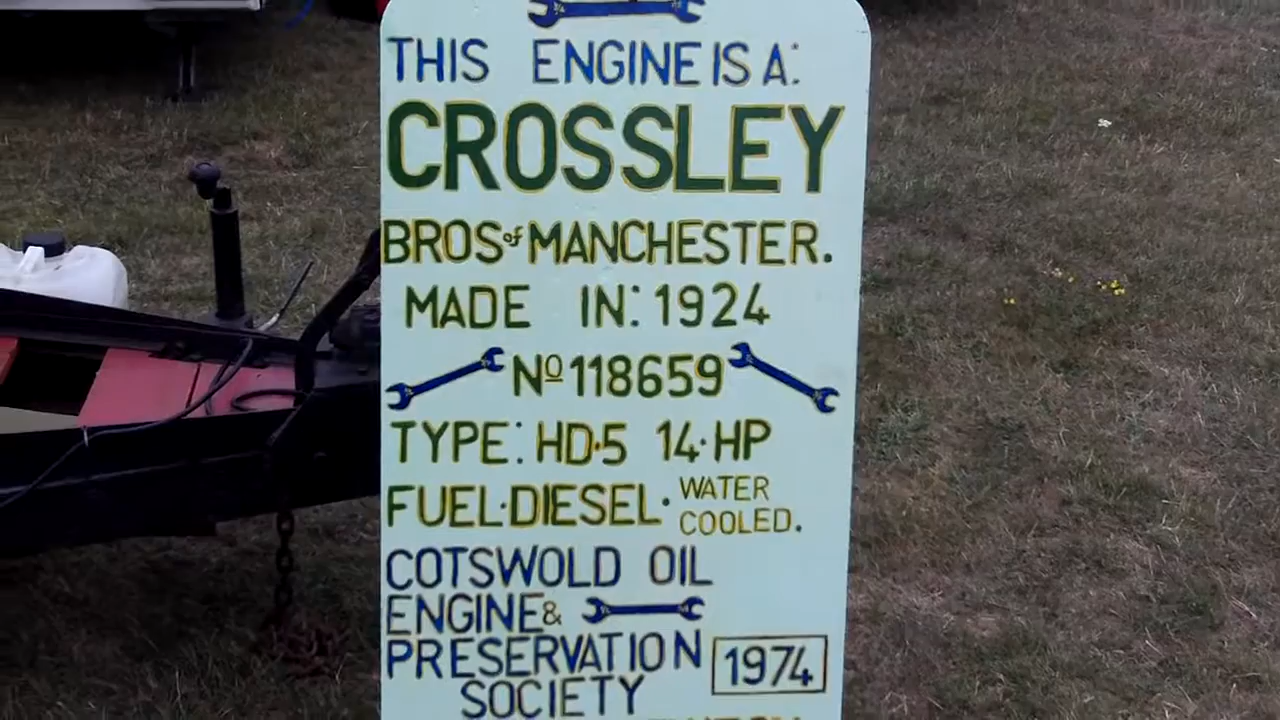 THIS ENGINE IS A:
CROSSLEY
BROS of MANCHESTER.
MADE IN: 1924
Nº 118659
TYPE: HD·5 14·HP
FUEL·DIESEL· WATER COOLED.
COTSWOLD OIL
ENGINE &
PRESERVATION
SOCIETY
1974